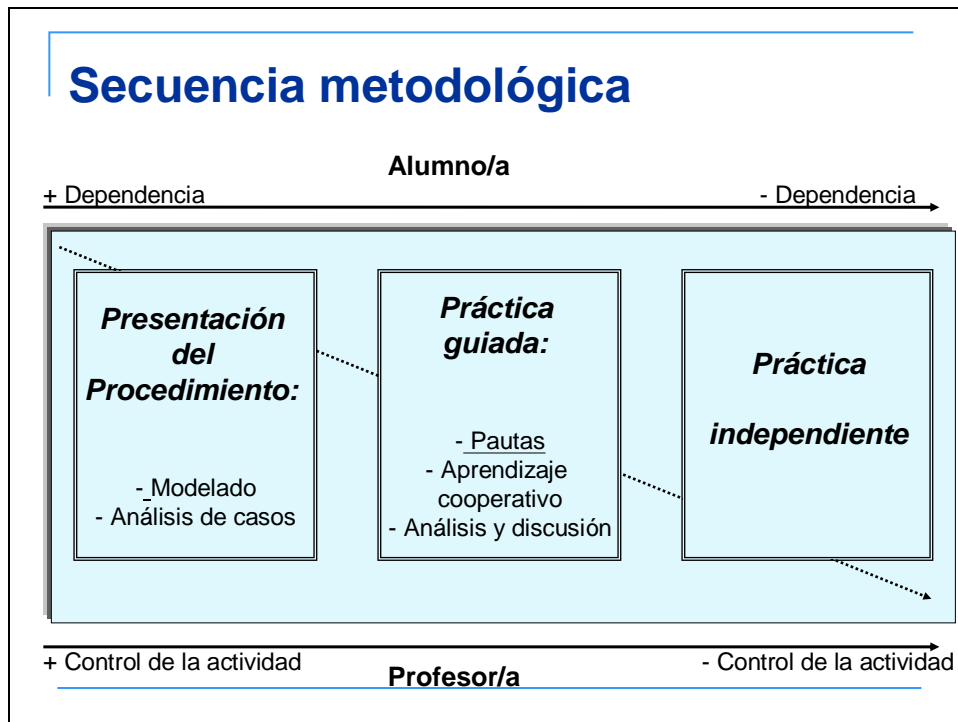 Secuencia metodológica
Alumno/a
+ Dependencia
- Dependencia
Presentación
del
Procedimiento:
- Modelado
- Análisis de casos
Práctica
guiada:
- Pautas
- Aprendizaje
cooperativo
- Análisis y discusión
Práctica
independiente
+ Control de la actividad
- Control de la actividad
Profesor/a